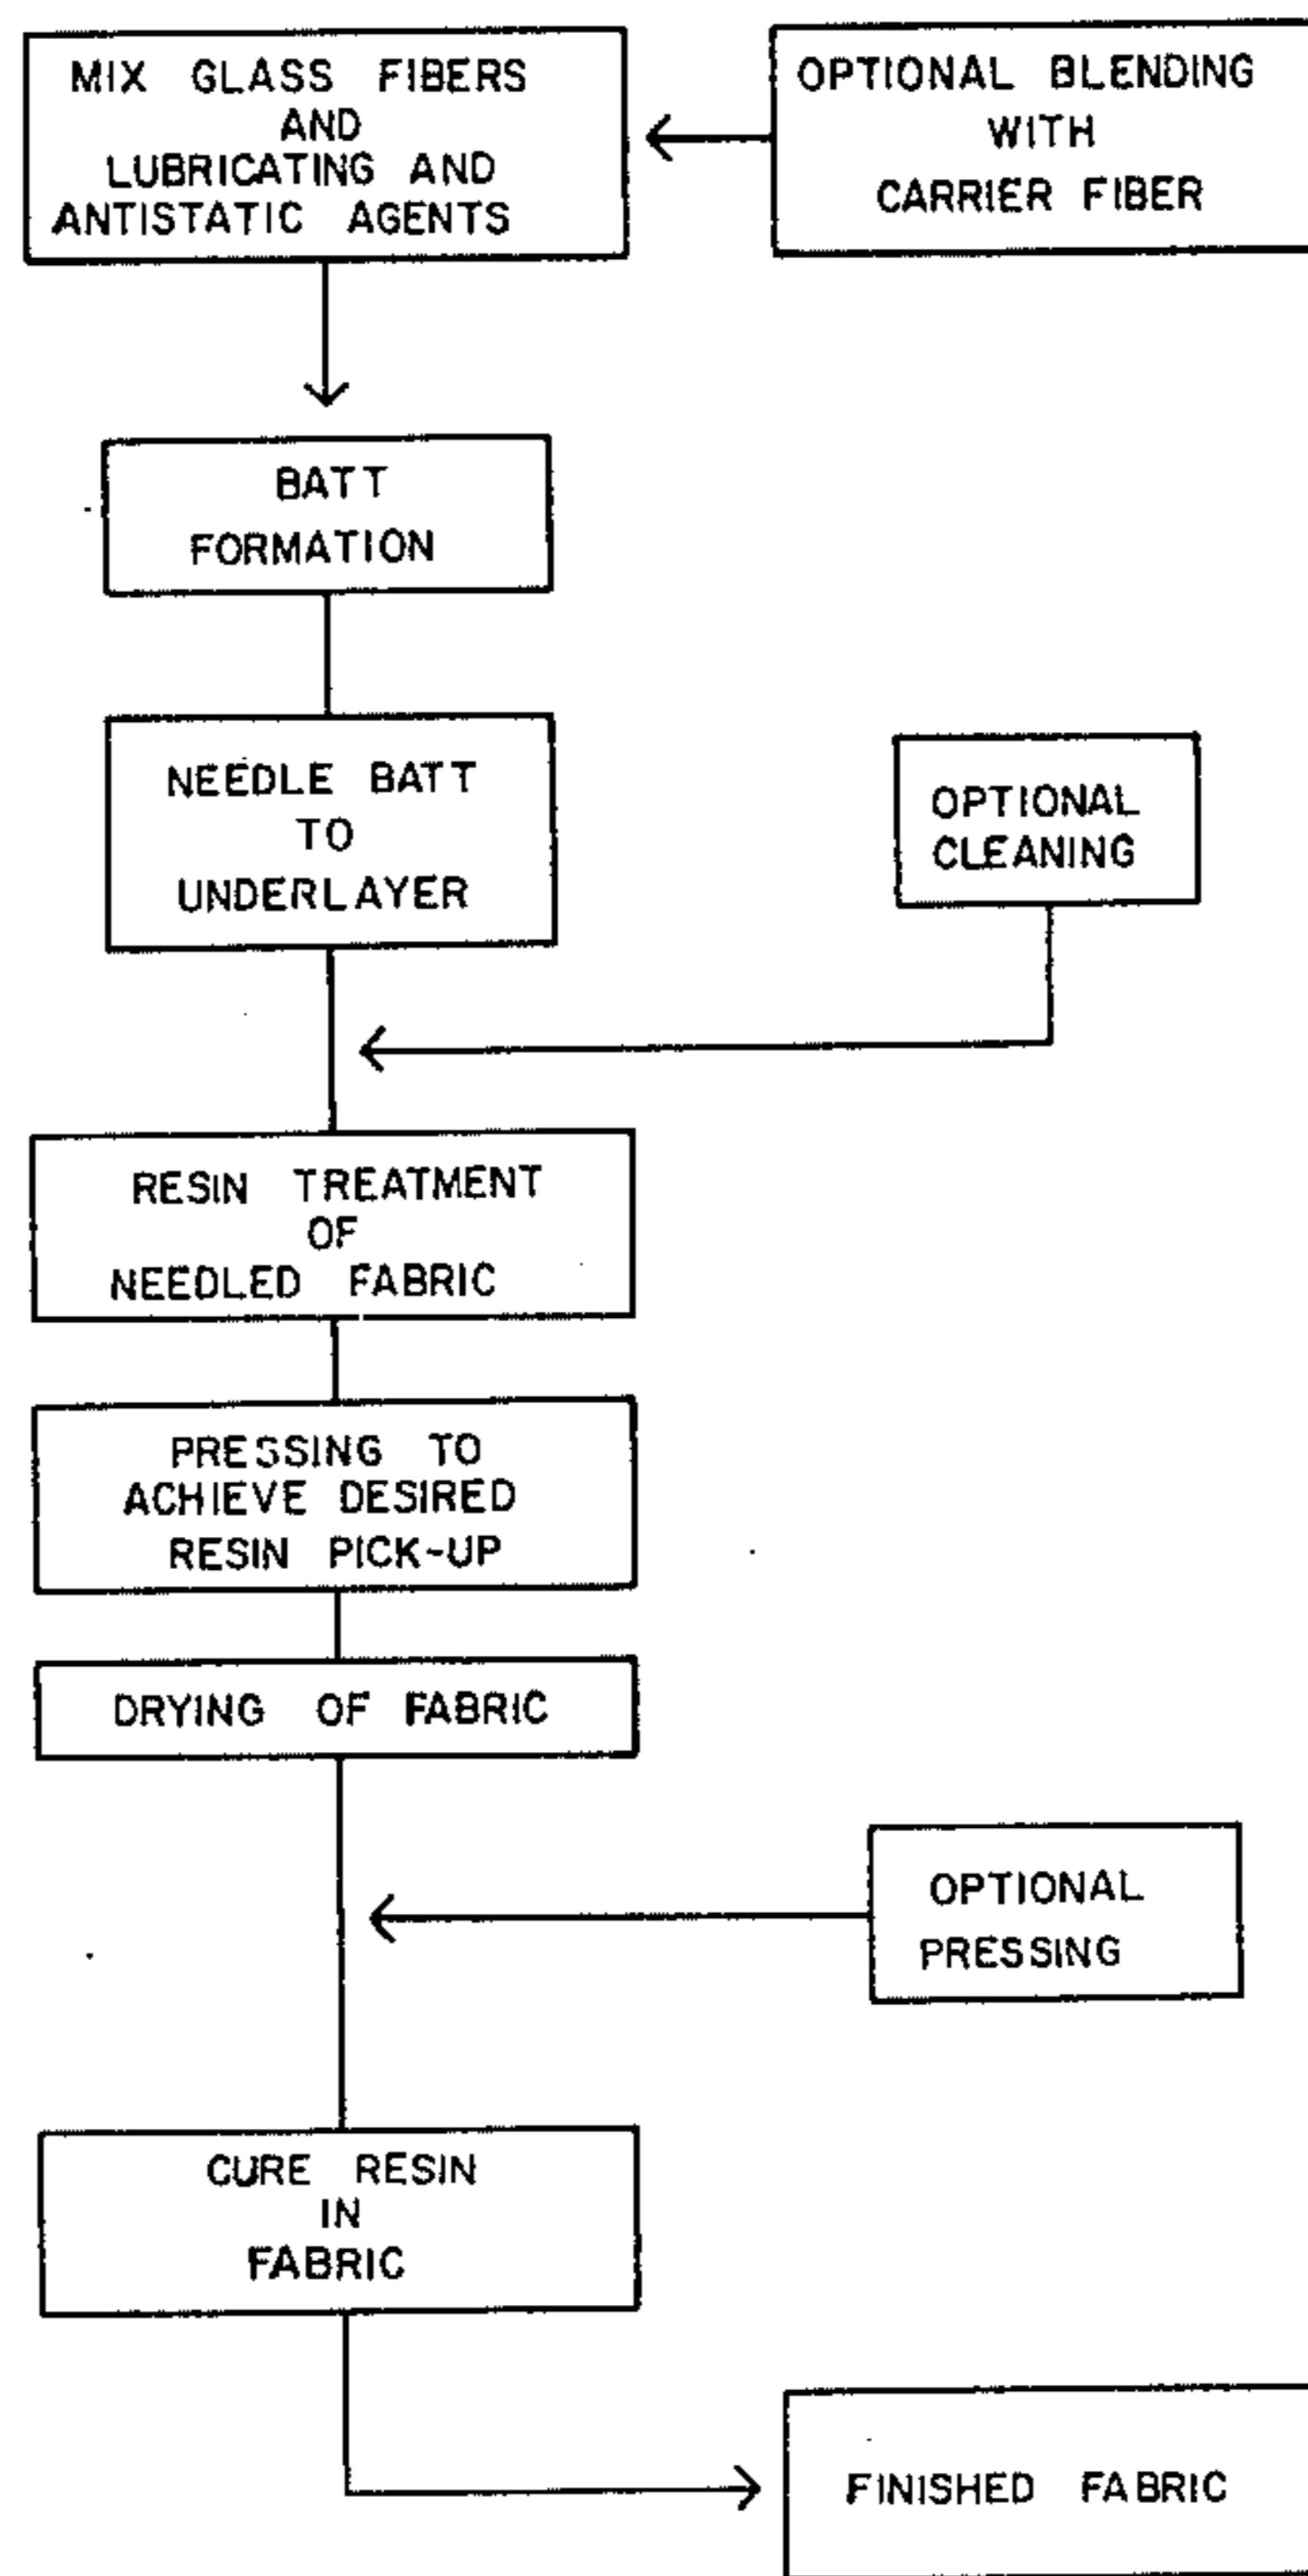 MIX GLASS FIBERS
AND
LUBRICATING AND
ANTISTATIC AGENTS
OPTIONAL BLENDING
WITH
CARRIER FIBER
BATT
FORMATION
NEEDLE BATT
TO
UNDERLAYER
OPTIONAL
CLEANING
RESIN TREATMENT
OF
NEEDLED FABRIC
PRESSING TO
ACHIEVE DESIRED
RESIN PICK-UP
DRYING OF FABRIC
OPTIONAL
PRESSING
CURE RESIN
IN
FABRIC
FINISHED FABRIC